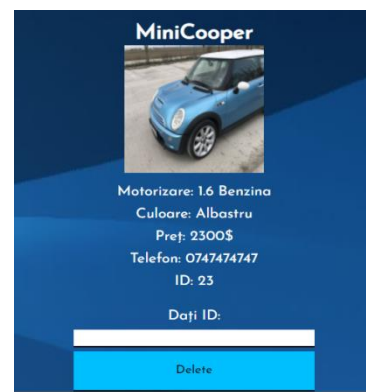 MiniCooper
Motorizare: 1.6 Benzina
Culoare: Albastru
Preț: 2300$
Telefon: 0747474747
ID: 23
Dați ID:
Delete